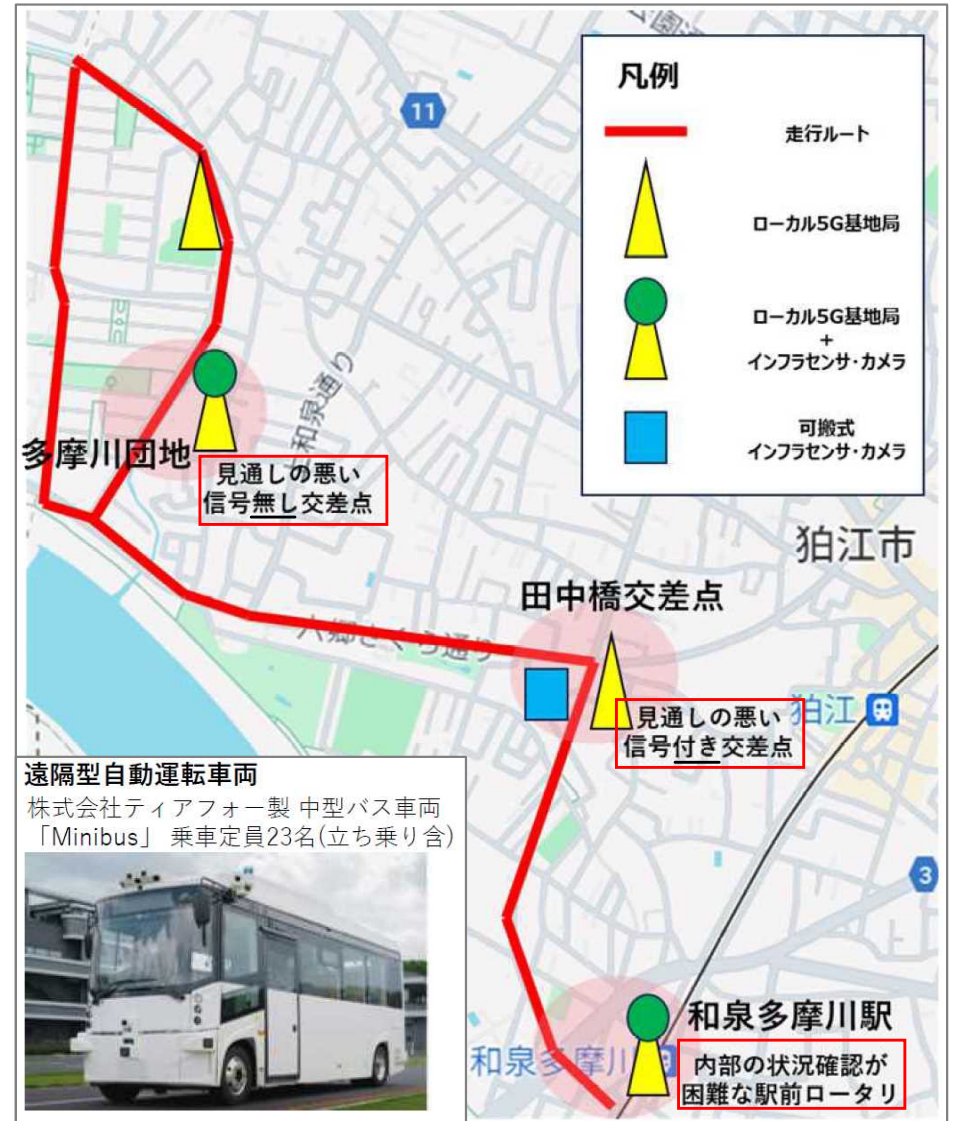 11
凡例
走行ルート
ローカル5G基地局
ローカル5G基地局
+
インフラセンサ・カメラ
可搬式
インフラセンサ・カメラ
多摩川団地
見通しの悪い
信号無し交差点
狛江市
田中橋交差点
六郷さくら通り
狛江
見通しの悪い
信号付き交差点
遠隔型自動運転車両
株式会社ティアフォー製 中型バス車両
「Minibus」 乗車定員23名(立ち乗り含)
3
和泉多摩川駅
和泉多摩川
内部の状況確認が
困難な駅前ロータリ